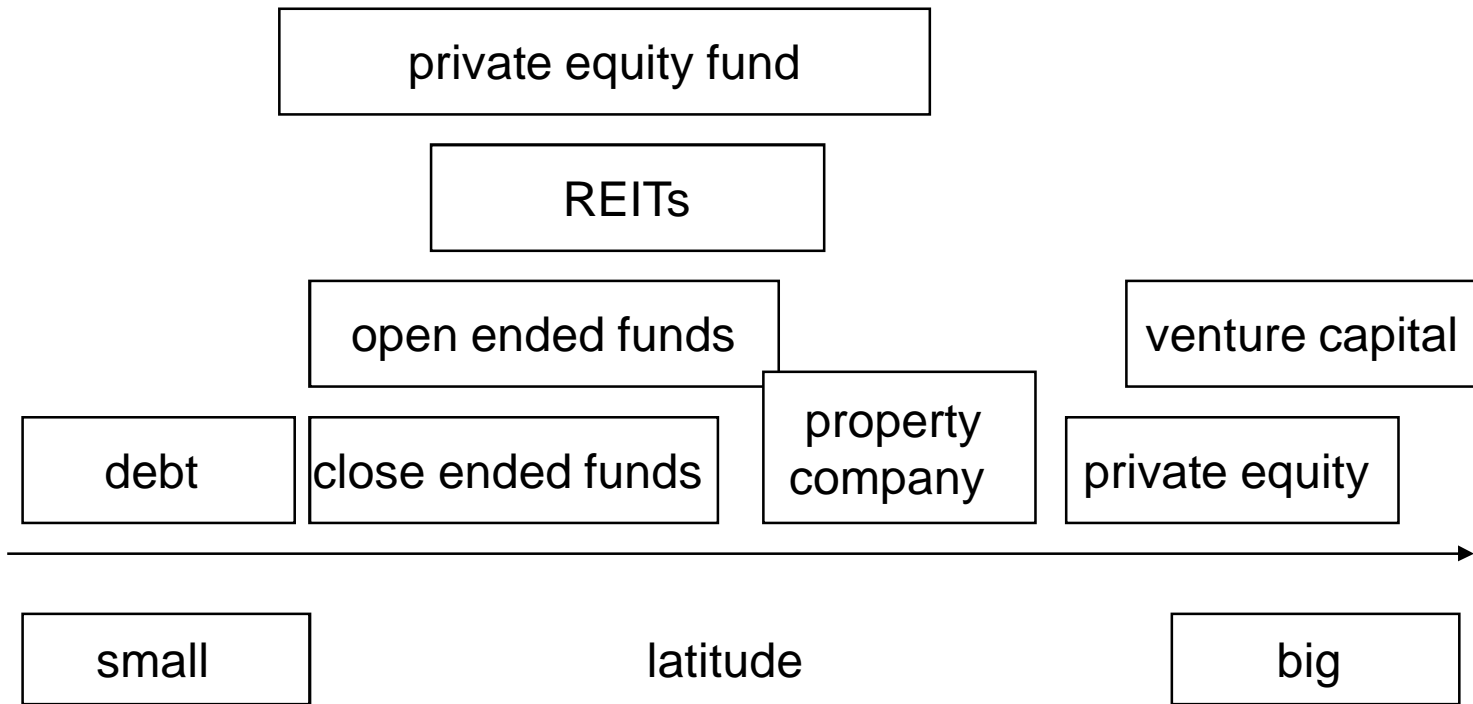 private equity fund
REITs
open ended funds
venture capital
property
company
debt
close ended funds
private equity
small
latitude
big